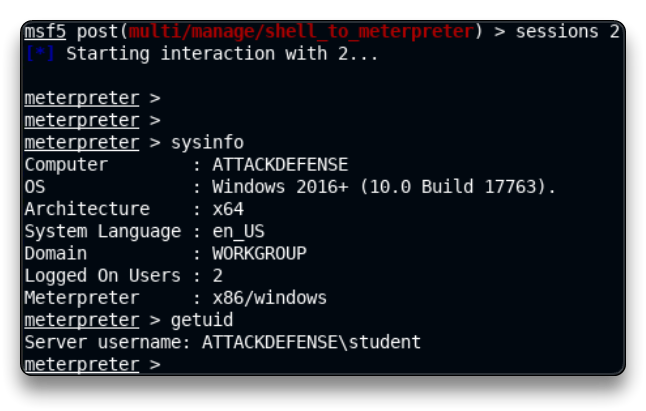 msf5 post(multi/manage/shell_to_meterpreter) > sessions 2
[*] Starting interaction with 2...
meterpreter >
meterpreter >
meterpreter > sysinfo
Computer        : ATTACKDEFENSE
OS              : Windows 2016+ (10.0 Build 17763).
Architecture    : x64
System Language : en_US
Domain          : WORKGROUP
Logged On Users : 2
Meterpreter     : x86/windows
meterpreter > getuid
Server username: ATTACKDEFENSE\student
meterpreter >